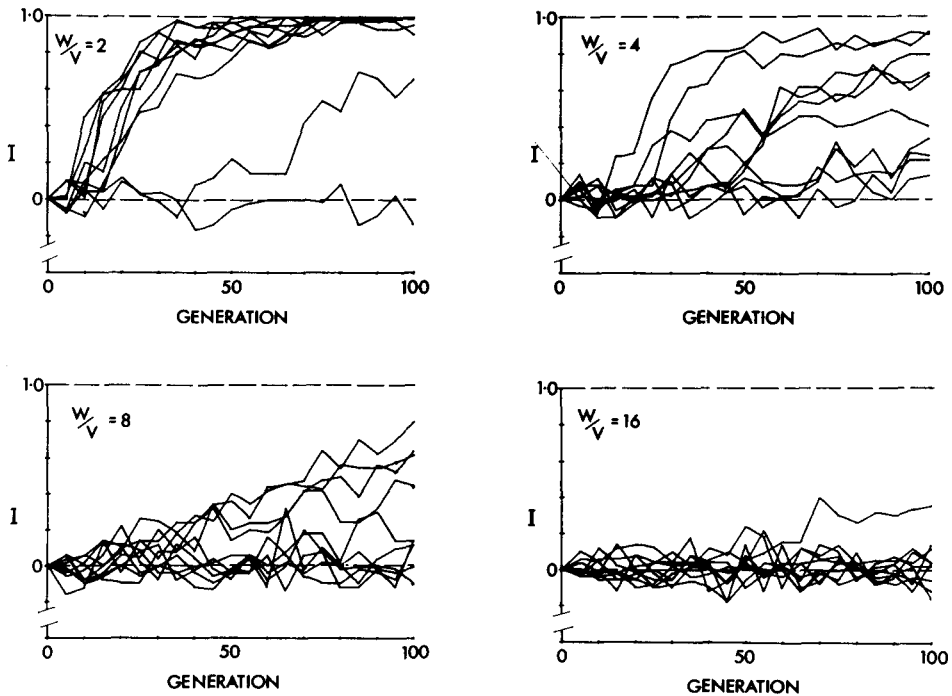 1·0
W/V = 2
I
0
0
50
100
GENERATION
1·0
W/V = 4
I
0
0
50
100
GENERATION
1·0
W/V = 8
I
0
0
50
100
GENERATION
1·0
W/V = 16
I
0
0
50
100
GENERATION